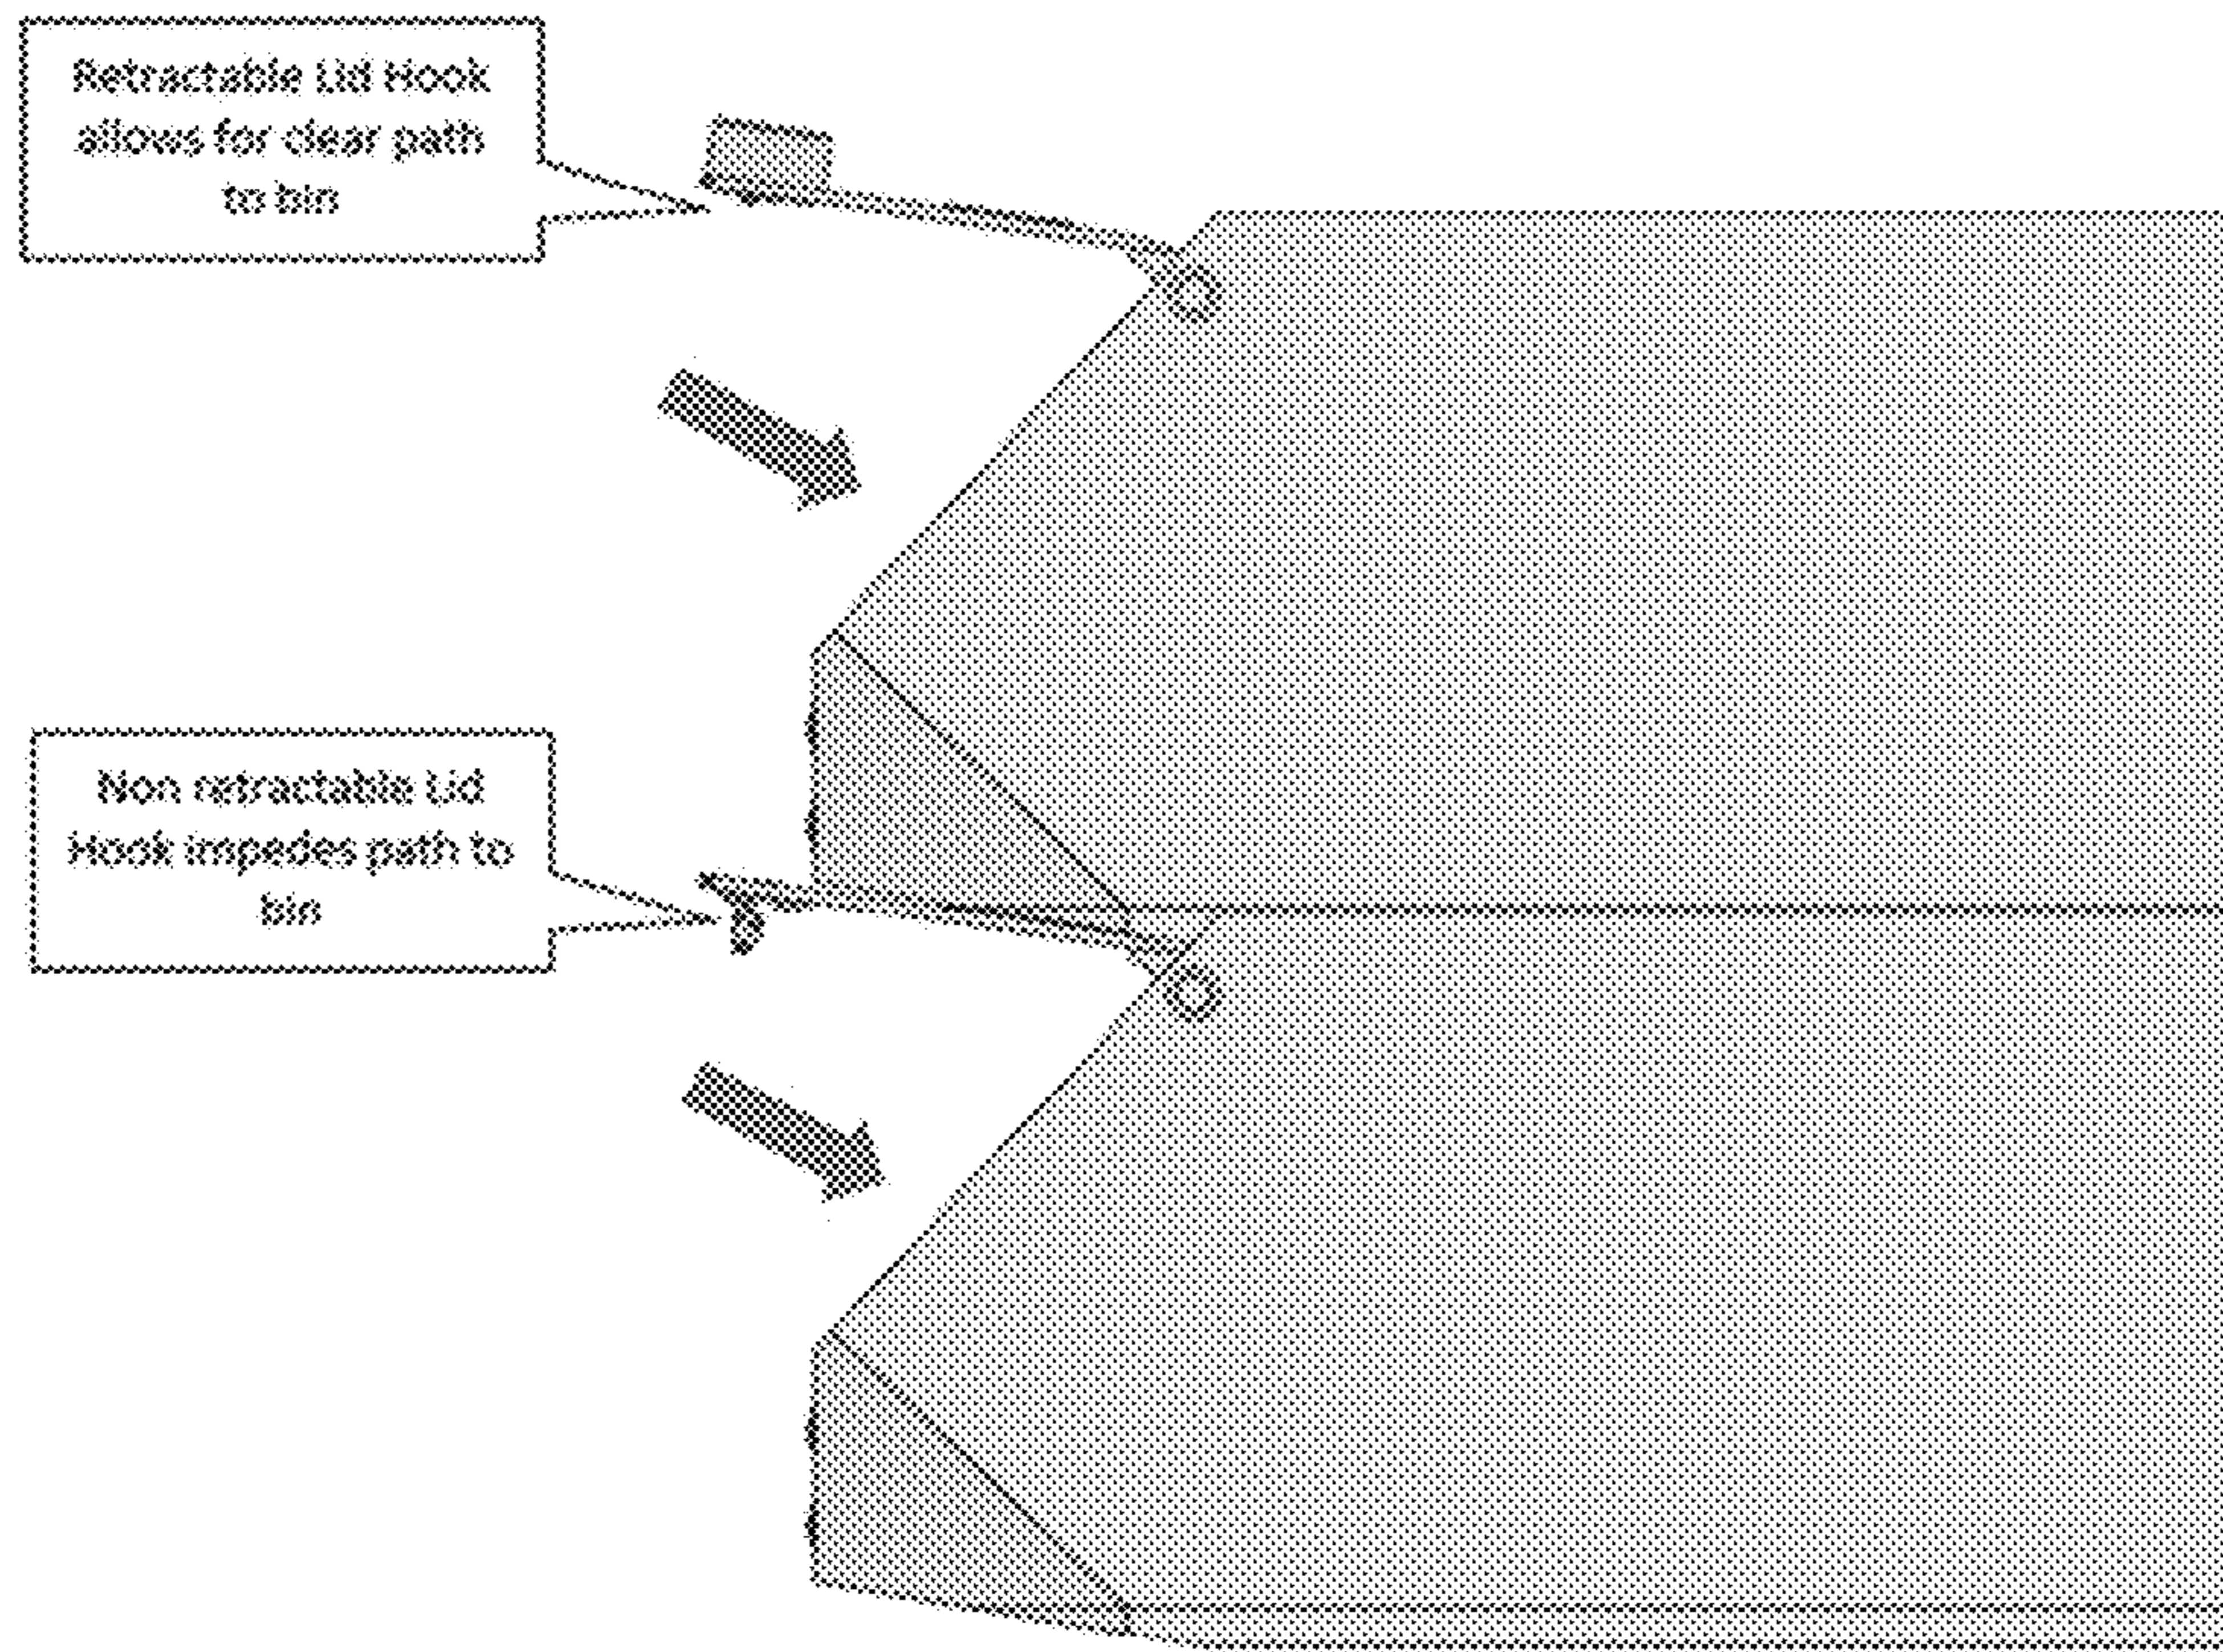 Retractable Lid Hook
allows for clear path
to bin
Non retractable Lid
Hook impedes path to
bin